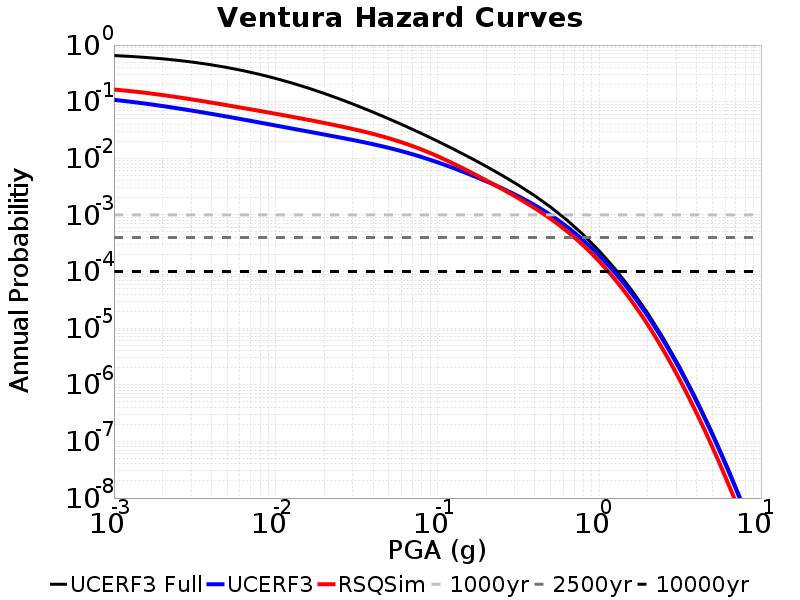 Ventura Hazard Curves
10^0
10^-1
10^-2
10^-3
10^-4
10^-5
10^-6
10^-7
10^-8
Annual Probabilitiy
10^-3 10^-2 10^-1 10^0 10^1
PGA (g)
UCERF3 Full UCERF3 RSQSim 1000yr 2500yr 10000yr